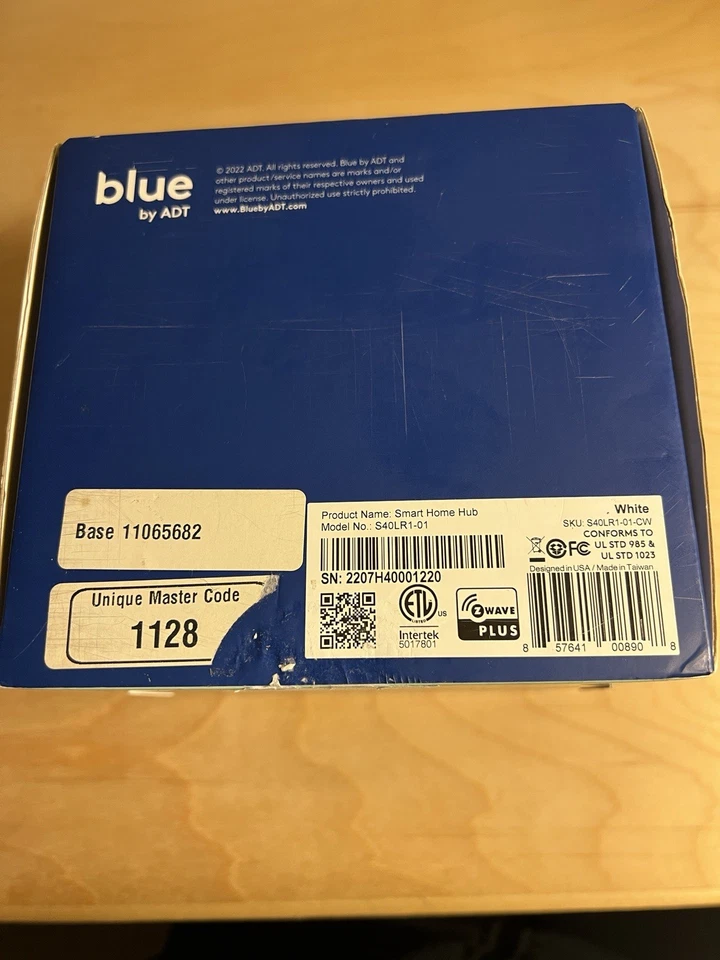 blue
by ADT
© 2022 ADT. All rights reserved. Blue by ADT and
other product/service names are marks and/or
registered marks of their respective owners and used
under license. Unauthorized use strictly prohibited.
www.BluebyADT.com
Base 11065682
Unique Master Code
1128
Product Name: Smart Home Hub
Model No.: S40LR1-01
White
SKU: S40LR1-01-CW
CONFORMS TO
UL STD 985 &
UL STD 1023
FC
SN: 2207H40001220
Designed in USA / Made in Taiwan
ETL
LISTED
US
Intertek
5017801
Z WAVE
PLUS
8 57641 00890 8